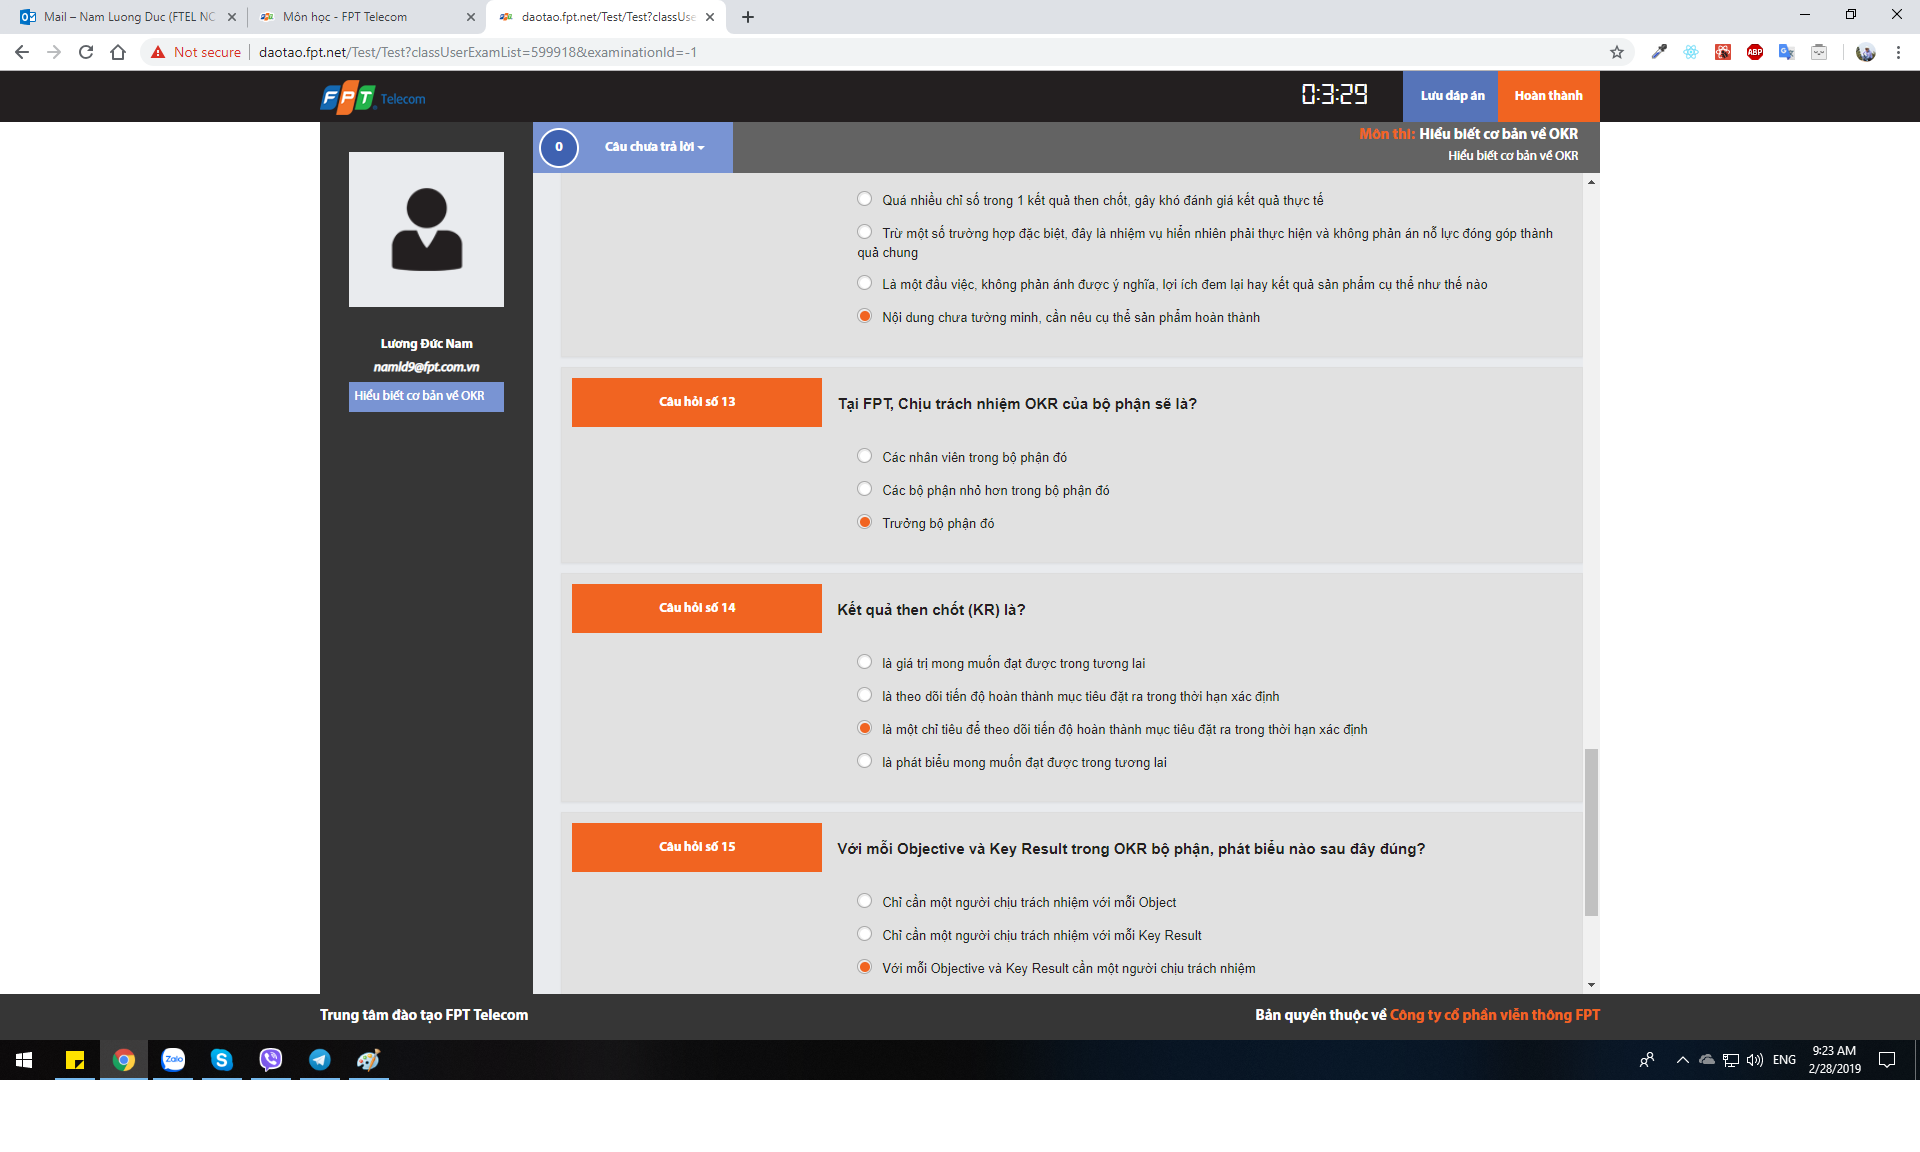 Mail – Nam Luong Duc (FTEL NC
Môn học - FPT Telecom
daotao.fpt.net/Test/Test?classUse
Not secure
daotao.fpt.net/Test/Test?classUserExamList=599918&examinationId=-1
ABP
FPT Telecom
0:3:29
Lưu đáp án
Hoàn thành
0
Câu chưa trả lời
Môn thi: Hiểu biết cơ bản về OKR
Hiểu biết cơ bản về OKR
Lương Đức Nam
namld9@fpt.com.vn
Hiểu biết cơ bản về OKR
Quá nhiều chỉ số trong 1 kết quả then chốt, gây khó đánh giá kết quả thực tế
Trừ một số trường hợp đặc biệt, đây là nhiệm vụ hiển nhiên phải thực hiện và không phản án nỗ lực đóng góp thành
quả chung
Là một đầu việc, không phản ánh được ý nghĩa, lợi ích đem lại hay kết quả sản phẩm cụ thể như thế nào
Nội dung chưa tường minh, cần nêu cụ thể sản phẩm hoàn thành
Câu hỏi số 13
Tại FPT, Chịu trách nhiệm OKR của bộ phận sẽ là?
Các nhân viên trong bộ phận đó
Các bộ phận nhỏ hơn trong bộ phận đó
Trưởng bộ phận đó
Câu hỏi số 14
Kết quả then chốt (KR) là?
là giá trị mong muốn đạt được trong tương lai
là theo dõi tiến độ hoàn thành mục tiêu đặt ra trong thời hạn xác định
là một chỉ tiêu để theo dõi tiến độ hoàn thành mục tiêu đặt ra trong thời hạn xác định
là phát biểu mong muốn đạt được trong tương lai
Câu hỏi số 15
Với mỗi Objective và Key Result trong OKR bộ phận, phát biểu nào sau đây đúng?
Chỉ cần một người chịu trách nhiệm với mỗi Object
Chỉ cần một người chịu trách nhiệm với mỗi Key Result
Với mỗi Objective và Key Result cần một người chịu trách nhiệm
Trung tâm đào tạo FPT Telecom
Bản quyền thuộc về Công ty cổ phần viễn thông FPT
Zalo
ENG
9:23 AM
2/28/2019